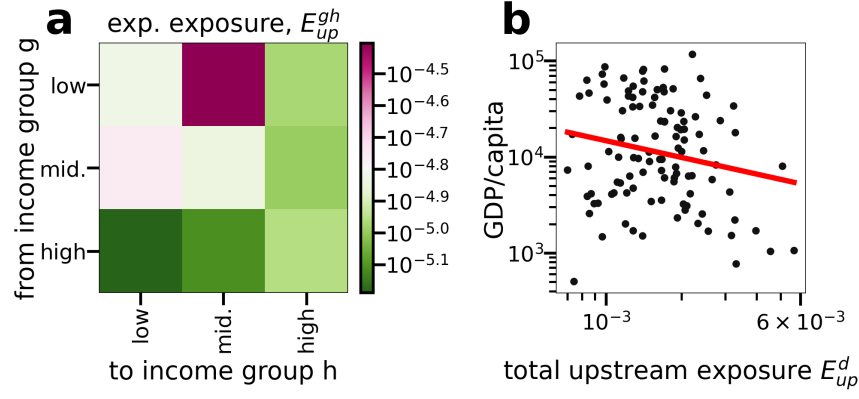 a exp. exposure, E_{up}^{gh}
from income group g
low
mid.
high
low
mid.
high
to income group h
10^{-4.5}
10^{-4.6}
10^{-4.7}
10^{-4.8}
10^{-4.9}
10^{-5.0}
10^{-5.1}
b
GDP/capita
10^5
10^4
10^3
10^{-3}
6 × 10^{-3}
total upstream exposure E_{up}^{d}